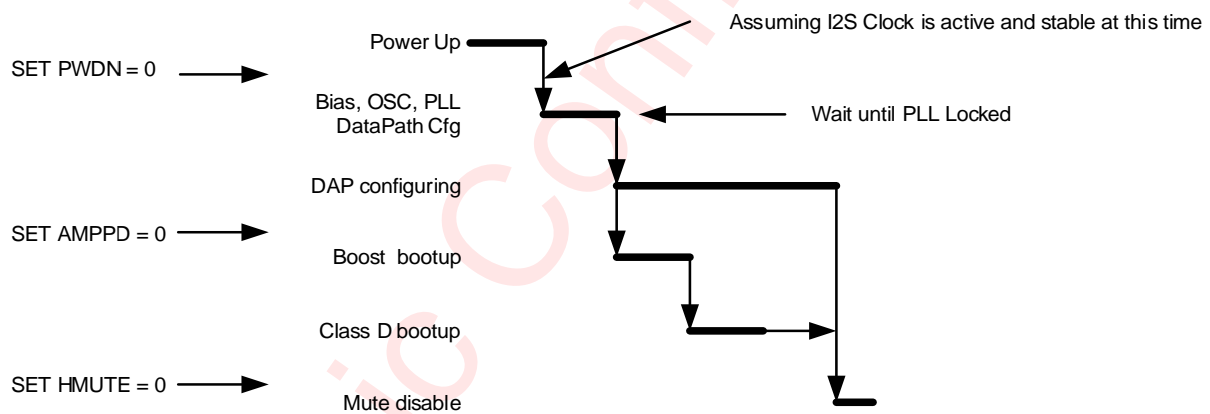 Assuming I2S Clock is active and stable at this time
Power Up
SET PWDN = 0
Bias, OSC, PLL
DataPath Cfg
Wait until PLL Locked
DAP configuring
SET AMPPD = 0
Boost bootup
Class D bootup
SET HMUTE = 0
Mute disable